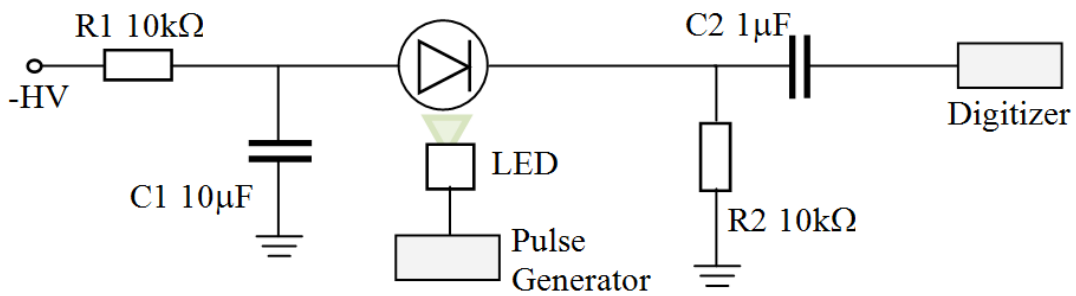 R1 10kΩ
C2 1µF
-HV
Digitizer
LED
C1 10µF
R2 10kΩ
Pulse
Generator